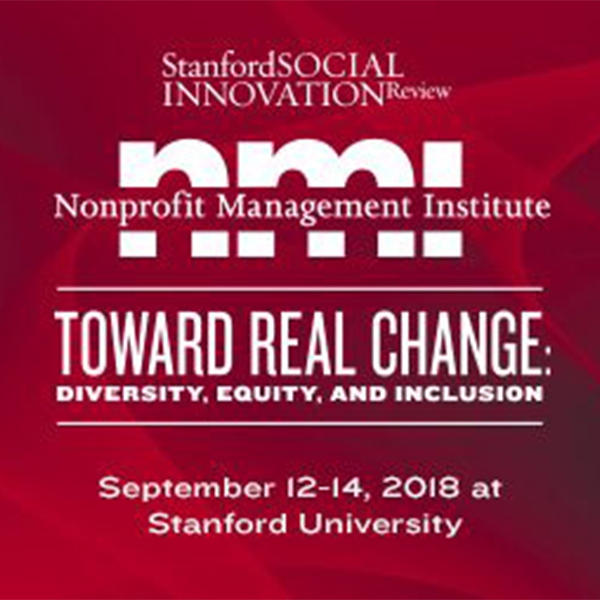 StanfordSOCIAL
INNOVATIONReview
nmi
Nonprofit Management Institute
TOWARD REAL CHANGE:
DIVERSITY, EQUITY, AND INCLUSION
September 12-14, 2018 at
Stanford University